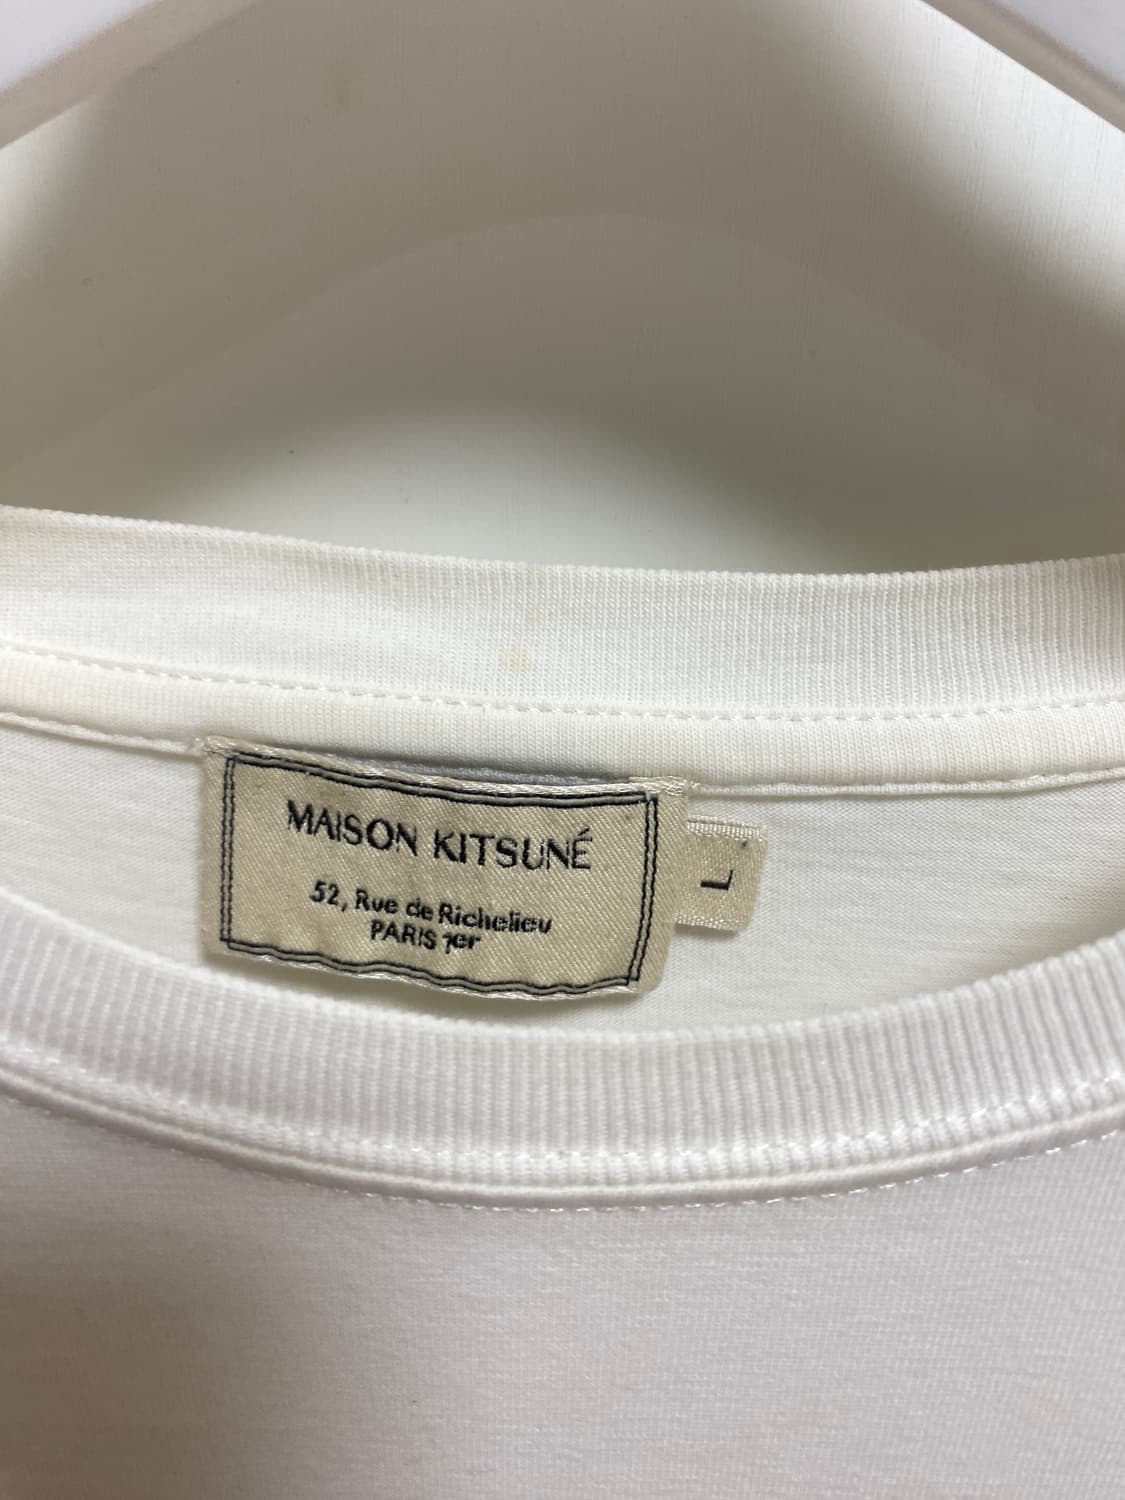 MAISON KITSUNÉ
52, Rue de Richelieu
PARIS 1er
L